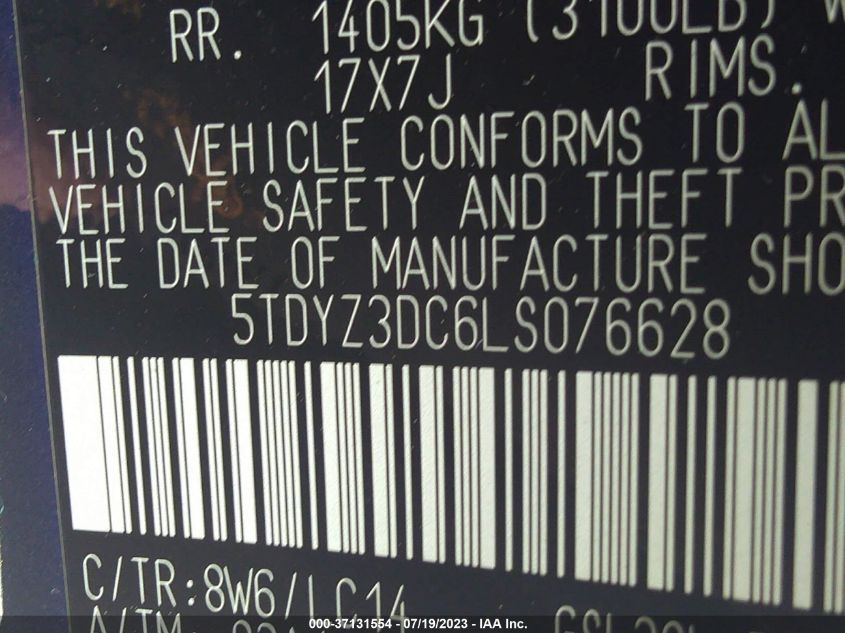 RR. 1405KG (3100LB)
17X7J RIMS.
THIS VEHICLE CONFORMS TO AL
VEHICLE SAFETY AND THEFT PR
THE DATE OF MANUFACTURE SHO
5TDYZ3DC6LS076628
C/TR:8W6/LC14
A/TM:
000-37131554 - 07/19/2023 - IAA Inc.